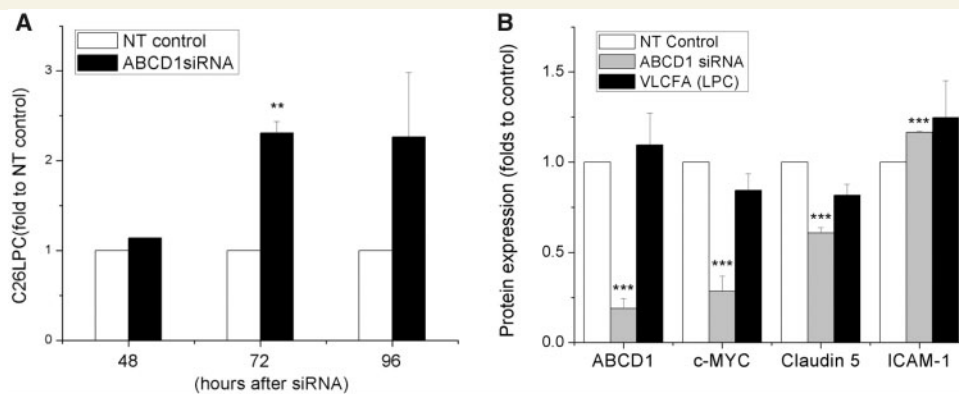 A
NT control
ABCD1siRNA
C26LPC(fold to NT control)
3
2
1
0
**
48
72
96
(hours after siRNA)
B
NT Control
ABCD1 siRNA
VLCFA (LPC)
Protein expression (folds to control)
1.5
1.0
0.5
0.0
***
***
***
***
ABCD1
c-MYC
Claudin 5
ICAM-1